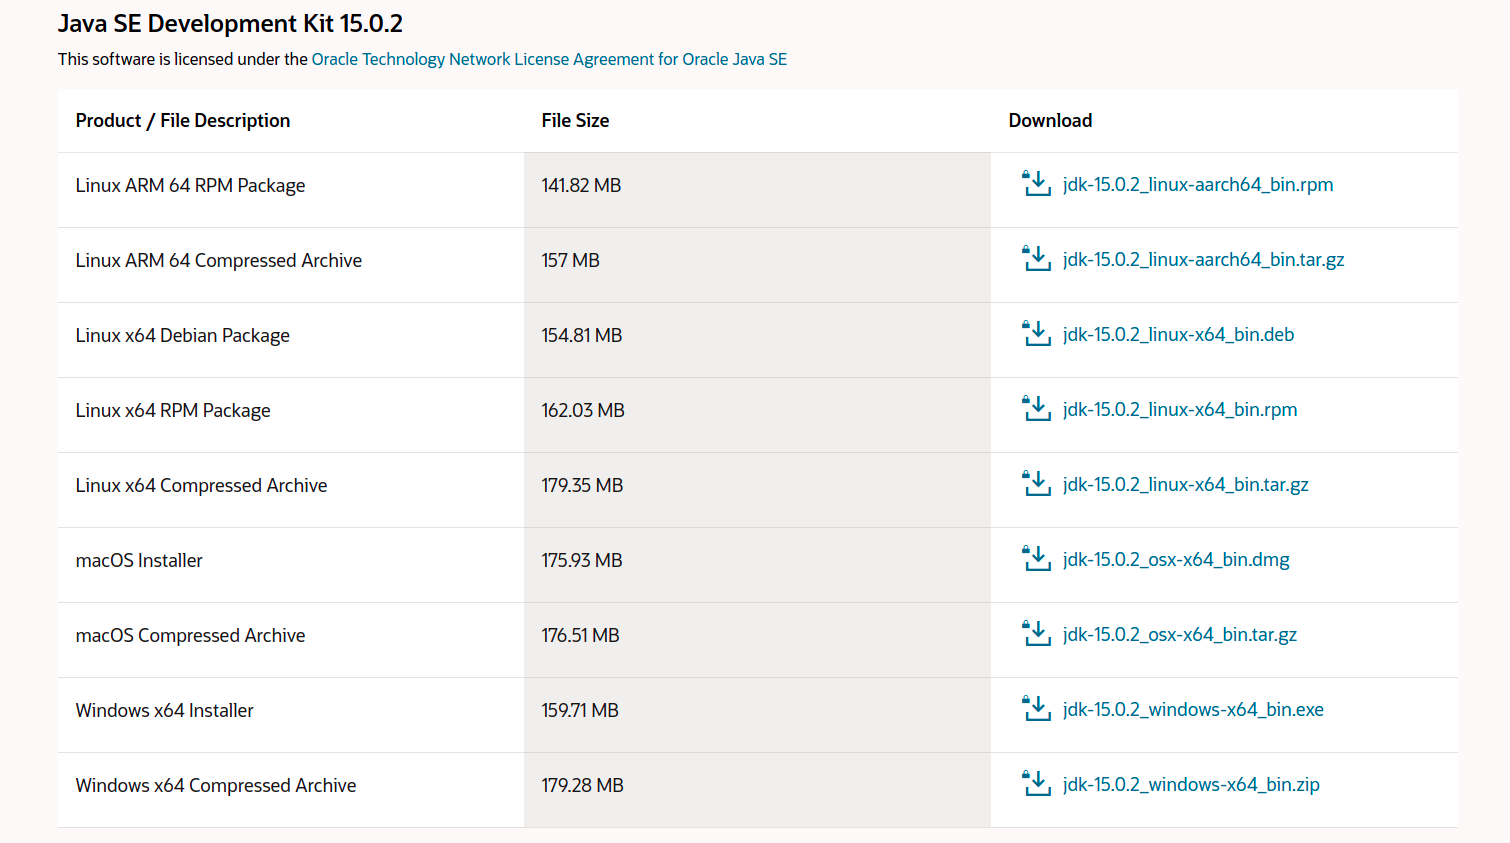 Java SE Development Kit 15.0.2
This software is licensed under the Oracle Technology Network License Agreement for Oracle Java SE
Product / File Description File Size Download
Linux ARM 64 RPM Package 141.82 MB jdk-15.0.2_linux-aarch64_bin.rpm
Linux ARM 64 Compressed Archive 157 MB jdk-15.0.2_linux-aarch64_bin.tar.gz
Linux x64 Debian Package 154.81 MB jdk-15.0.2_linux-x64_bin.deb
Linux x64 RPM Package 162.03 MB jdk-15.0.2_linux-x64_bin.rpm
Linux x64 Compressed Archive 179.35 MB jdk-15.0.2_linux-x64_bin.tar.gz
macOS Installer 175.93 MB jdk-15.0.2_osx-x64_bin.dmg
macOS Compressed Archive 176.51 MB jdk-15.0.2_osx-x64_bin.tar.gz
Windows x64 Installer 159.71 MB jdk-15.0.2_windows-x64_bin.exe
Windows x64 Compressed Archive 179.28 MB jdk-15.0.2_windows-x64_bin.zip